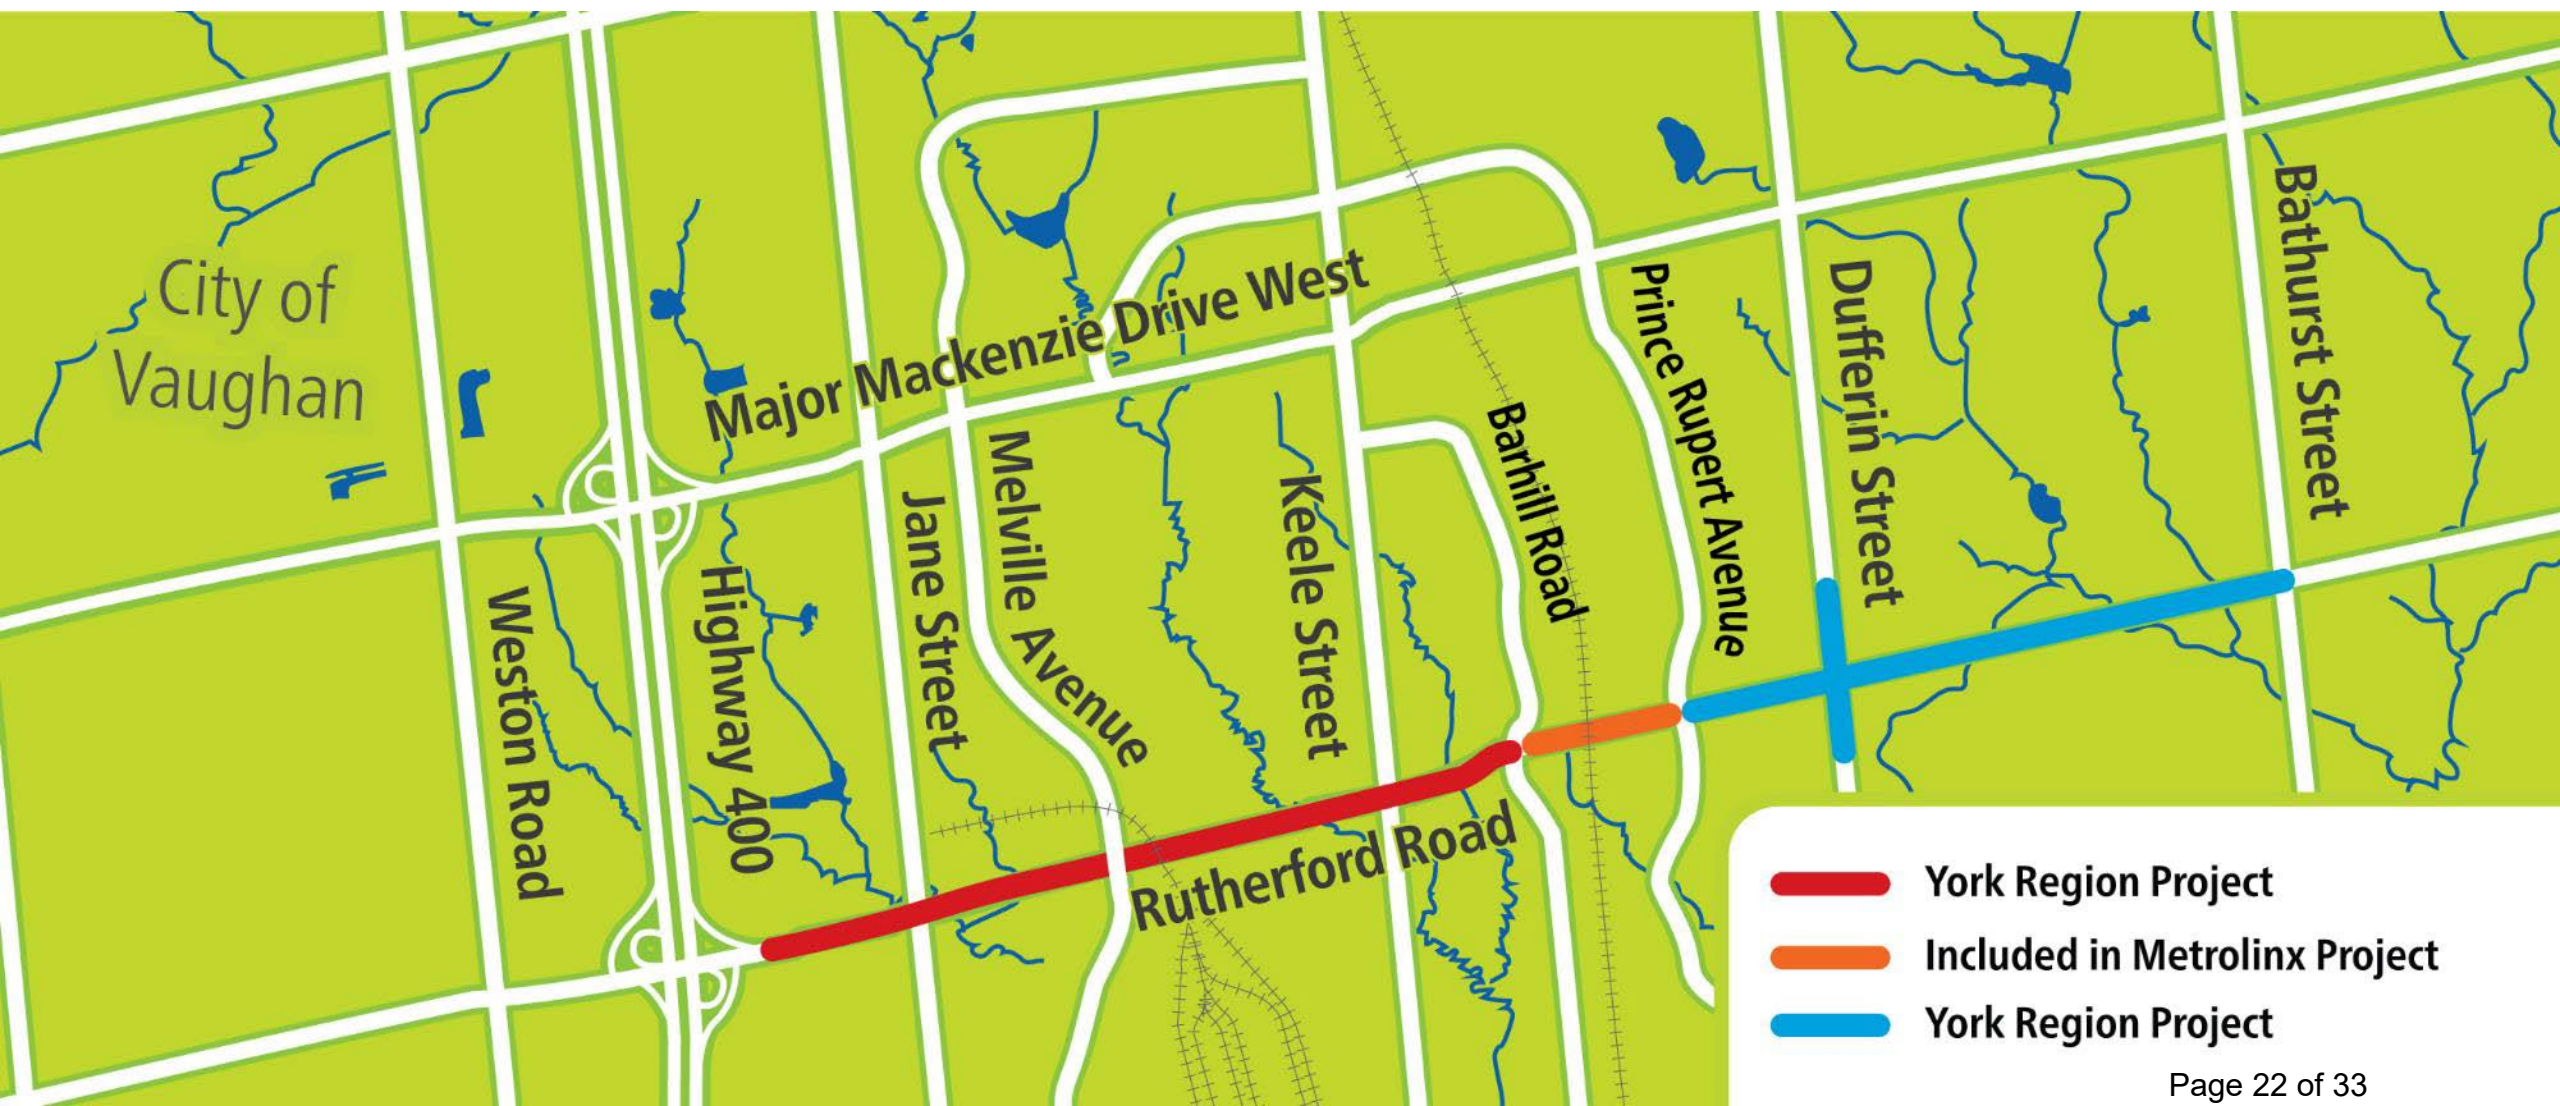 City of
Vaughan
Major Mackenzie Drive West
Weston Road
Highway 400
Jane Street
Melville Avenue
Keele Street
Barhill Road
Prince Rupert Avenue
Dufferin Street
Bathurst Street
Rutherford Road
York Region Project
Included in Metrolinx Project
York Region Project
Page 22 of 33